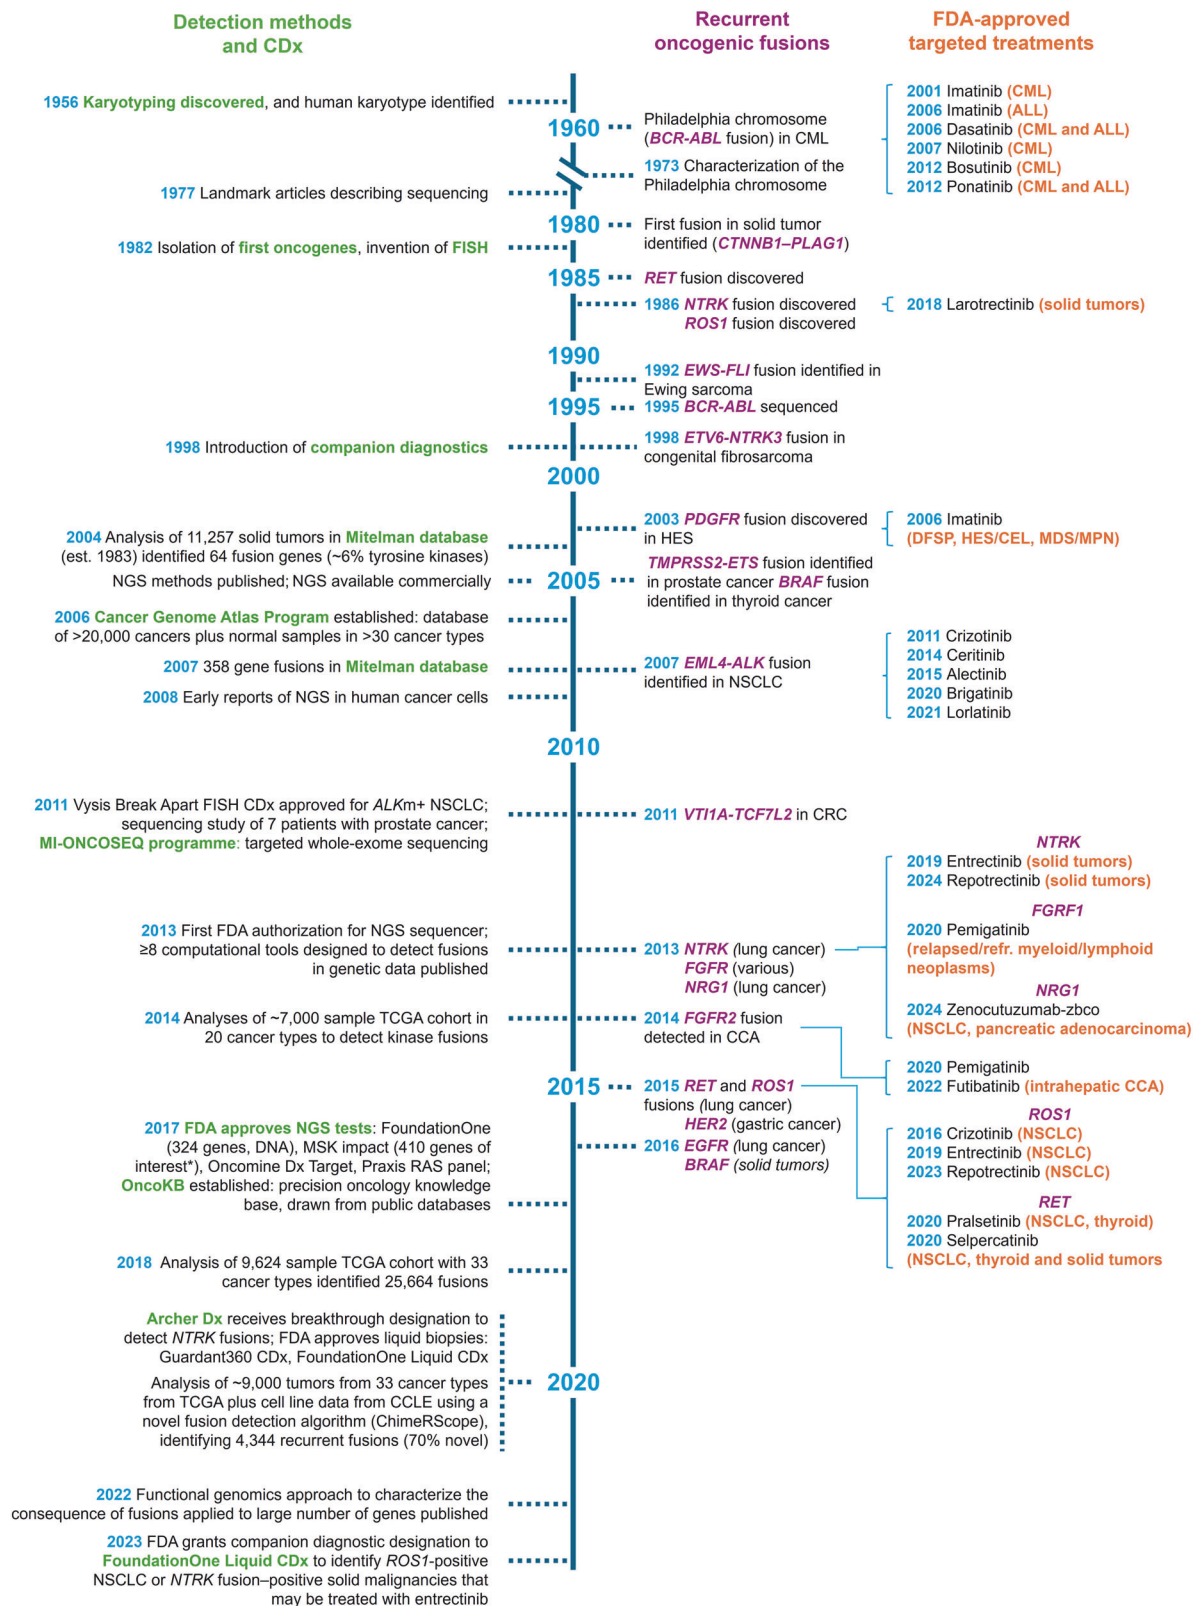 Detection methods
and CDx
Recurrent
oncogenic fusions
FDA-approved
targeted treatments
1956 Karyotyping discovered, and human karyotype identified
1960
Philadelphia chromosome
(BCR-ABL fusion) in CML
2001 Imatinib (CML)
2006 Imatinib (ALL)
2006 Dasatinib (CML and ALL)
2007 Nilotinib (CML)
2012 Bosutinib (CML)
2012 Ponatinib (CML and ALL)
1973 Characterization of the
Philadelphia chromosome
1977 Landmark articles describing sequencing
1980
First fusion in solid tumor
identified (CTNNB1–PLAG1)
1982 Isolation of first oncogenes, invention of FISH
1985
RET fusion discovered
1986 NTRK fusion discovered
ROS1 fusion discovered
2018 Larotrectinib (solid tumors)
1990
1992 EWS-FLI fusion identified in
Ewing sarcoma
1995
1995 BCR-ABL sequenced
1998 Introduction of companion diagnostics
1998 ETV6-NTRK3 fusion in
congenital fibrosarcoma
2000
2003 PDGFR fusion discovered
in HES
2006 Imatinib
(DFSP, HES/CEL, MDS/MPN)
2004 Analysis of 11,257 solid tumors in Mitelman database
(est. 1983) identified 64 fusion genes (~6% tyrosine kinases)
NGS methods published; NGS available commercially
2005
TMPRSS2-ETS fusion identified
in prostate cancer BRAF fusion
identified in thyroid cancer
2006 Cancer Genome Atlas Program established: database
of >20,000 cancers plus normal samples in >30 cancer types
2007 358 gene fusions in Mitelman database
2007 EML4-ALK fusion
identified in NSCLC
2011 Crizotinib
2014 Ceritinib
2015 Alectinib
2020 Brigatinib
2021 Lorlatinib
2008 Early reports of NGS in human cancer cells
2010
2011 Vysis Break Apart FISH CDx approved for ALKm+ NSCLC;
sequencing study of 7 patients with prostate cancer;
MI-ONCOSEQ programme: targeted whole-exome sequencing
2011 VTI1A-TCF7L2 in CRC
NTRK
2019 Entrectinib (solid tumors)
2024 Repotrectinib (solid tumors)
FGRF1
2020 Pemigatinib
(relapsed/refr. myeloid/lymphoid
neoplasms)
NRG1
2024 Zenocutuzumab-zbco
(NSCLC, pancreatic adenocarcinoma)
2013 First FDA authorization for NGS sequencer;
≥8 computational tools designed to detect fusions
in genetic data published
2013 NTRK (lung cancer)
FGFR (various)
NRG1 (lung cancer)
2014 Analyses of ~7,000 sample TCGA cohort in
20 cancer types to detect kinase fusions
2014 FGFR2 fusion
detected in CCA
2020 Pemigatinib
2022 Futibatinib (intrahepatic CCA)
2015
2015 RET and ROS1
fusions (lung cancer)
HER2 (gastric cancer)
2016 EGFR (lung cancer)
BRAF (solid tumors)
ROS1
2016 Crizotinib (NSCLC)
2019 Entrectinib (NSCLC)
2023 Repotrectinib (NSCLC)
RET
2020 Pralsetinib (NSCLC, thyroid)
2020 Selpercatinib
(NSCLC, thyroid and solid tumors
2017 FDA approves NGS tests: FoundationOne
(324 genes, DNA), MSK impact (410 genes of
interest*), Oncomine Dx Target, Praxis RAS panel;
OncoKB established: precision oncology knowledge
base, drawn from public databases
2018 Analysis of 9,624 sample TCGA cohort with 33
cancer types identified 25,664 fusions
Archer Dx receives breakthrough designation to
detect NTRK fusions; FDA approves liquid biopsies:
Guardant360 CDx, FoundationOne Liquid CDx
2020
Analysis of ~9,000 tumors from 33 cancer types
from TCGA plus cell line data from CCLE using a
novel fusion detection algorithm (ChimeRScope),
identifying 4,344 recurrent fusions (70% novel)
2022 Functional genomics approach to characterize the
consequence of fusions applied to large number of genes published
2023 FDA grants companion diagnostic designation to
FoundationOne Liquid CDx to identify ROS1-positive
NSCLC or NTRK fusion–positive solid malignancies that
may be treated with entrectinib